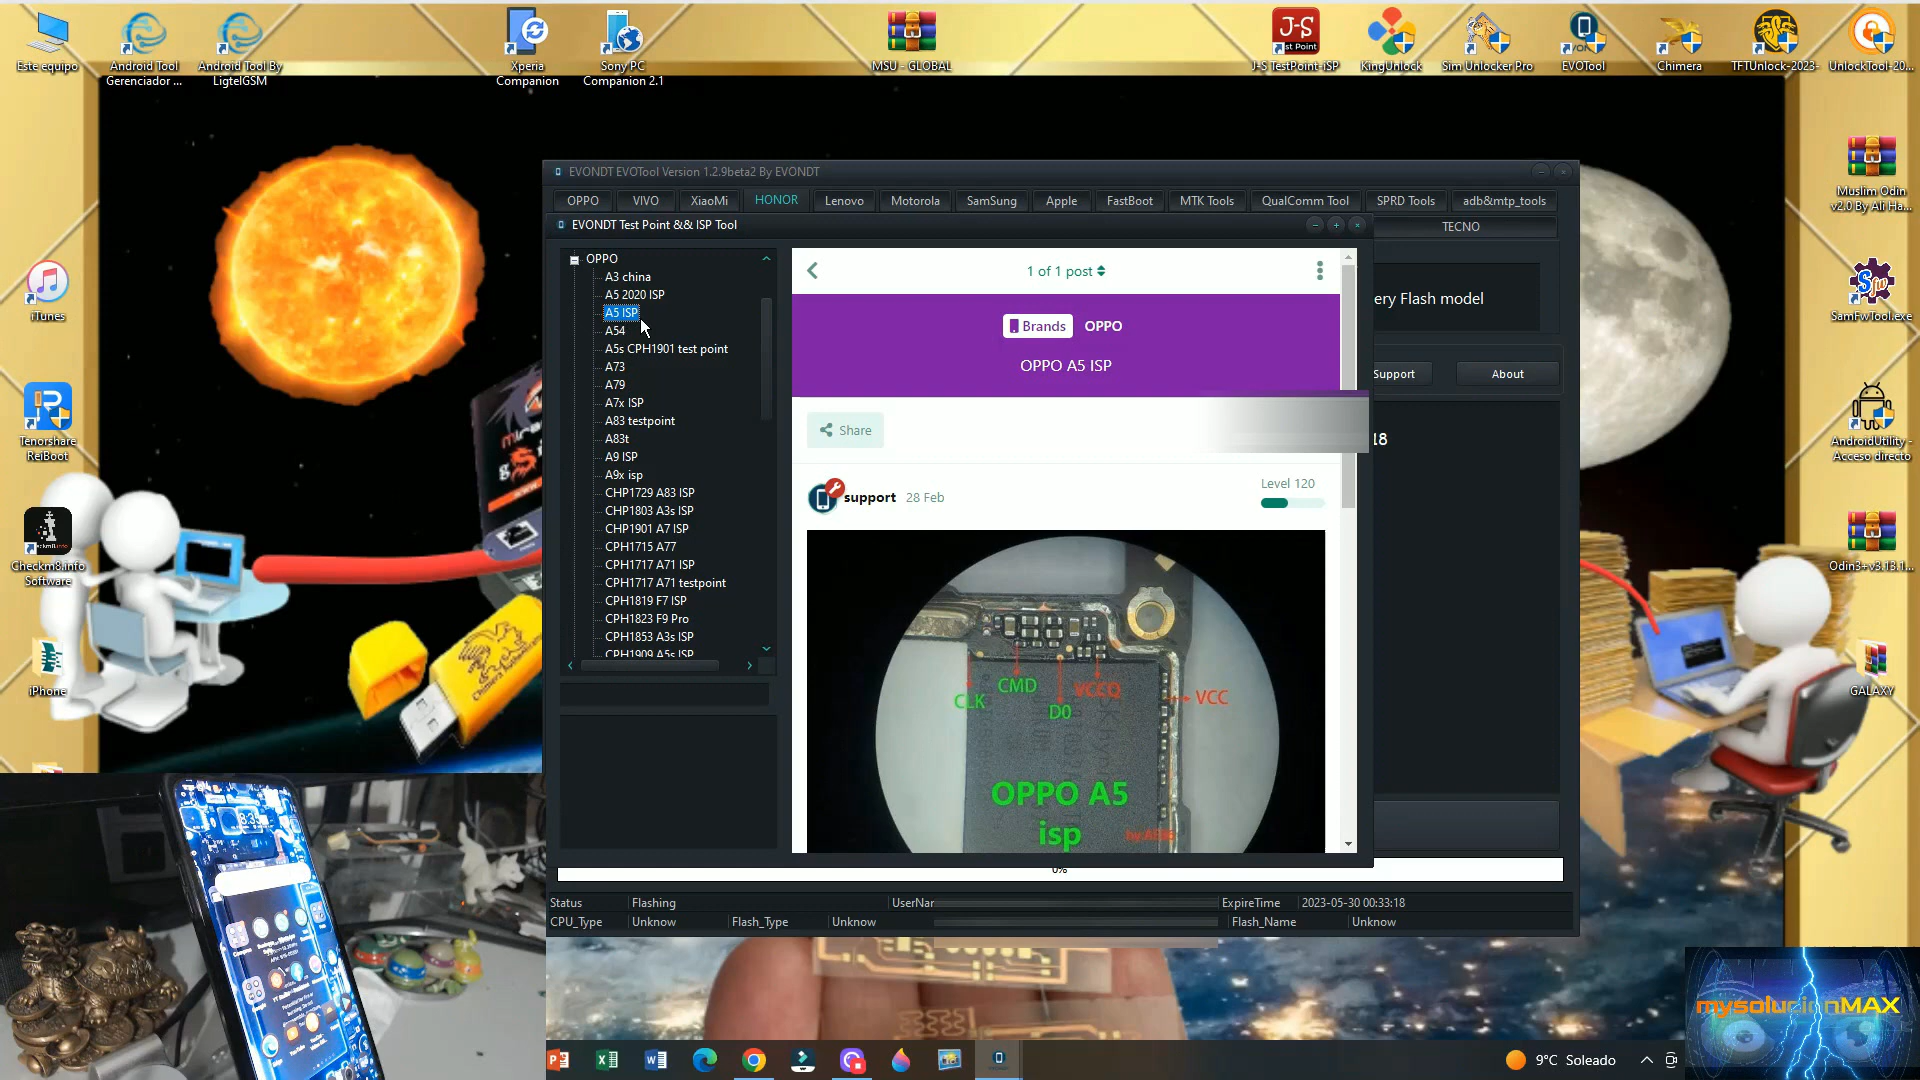 Este equipo
Android Tool
Gerenciador ...
Android Tool By
LigtelGSM
Xperia
Companion
Sony PC
Companion 2.1
MSU - GLOBAL
J-S
st Point
J-S TestPoint-ISP
KingUnlock
Sim Unlocker Pro
EVOTool
Chimera
TFTUnlock-2023-
UnlockTool-20...
Muslim Odin
v2.0 By Ali Ha...
SamFwTool.exe
AndroidUtility -
Acceso directo
Odin3+v3.13.1...
GALAXY
iTunes
Tenorshare
ReiBoot
Checkm8.info
Software
iPhone
EVONDT EVOTool Version 1.2.9beta2 By EVONDT
OPPO
VIVO
XiaoMi
HONOR
Lenovo
Motorola
SamSung
Apple
FastBoot
MTK Tools
QualComm Tool
SPRD Tools
adb&mtp_tools
EVONDT Test Point && ISP Tool
TECNO
ery Flash model
Support
About
18
OPPO
A3 china
A5 2020 ISP
A5 ISP
A54
A5s CPH1901 test point
A73
A79
A7x ISP
A83 testpoint
A83t
A9 ISP
A9x isp
CHP1729 A83 ISP
CHP1803 A3s ISP
CHP1901 A7 ISP
CPH1715 A77
CPH1717 A71 ISP
CPH1717 A71 testpoint
CPH1819 F7 ISP
CPH1823 F9 Pro
CPH1853 A3s ISP
CPH1909 A5s ISP
1 of 1 post
Brands OPPO
OPPO A5 ISP
Share
support 28 Feb
Level 120
CLK
CMD
D0
VCCQ
VCC
OPPO A5
isp
0%
Status
Flashing
UserNar
ExpireTime
2023-05-30 00:33:18
CPU_Type
Unknow
Flash_Type
Unknow
Flash_Name
Unknow
mysolucionMAX
9°C Soleado